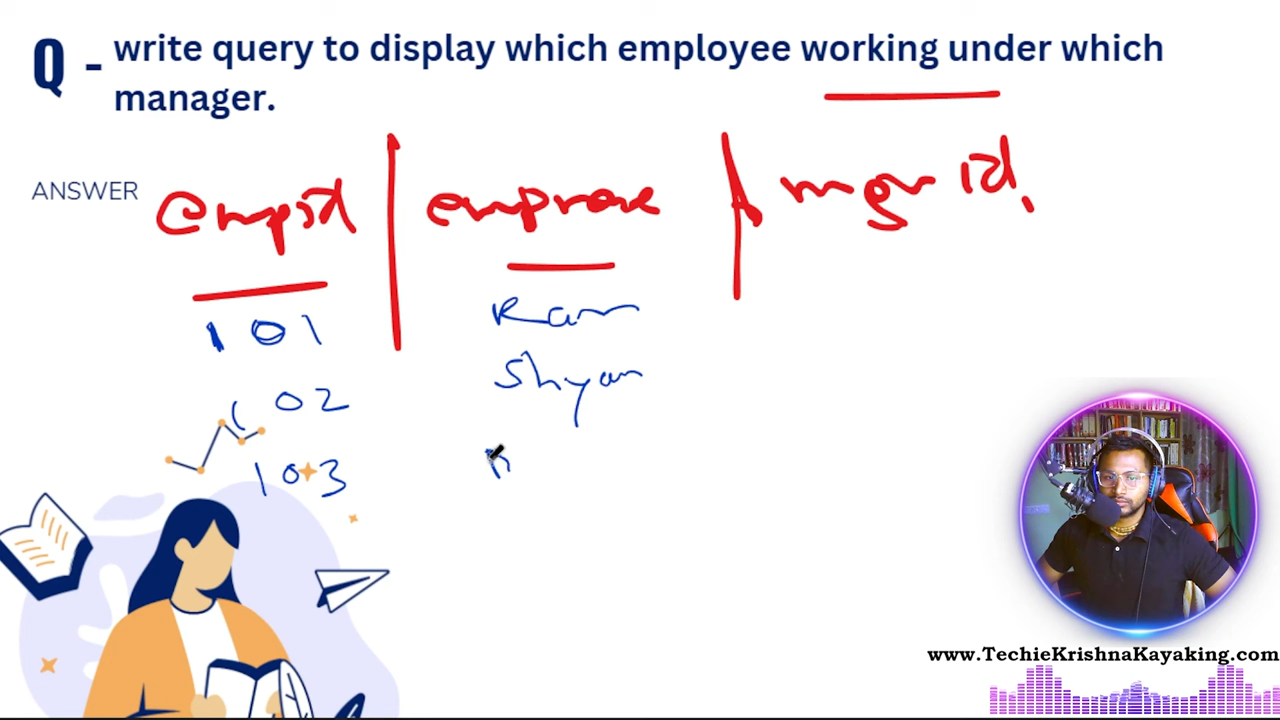 Q - write query to display which employee working under which
manager.
ANSWER
empid | empname | mgr id
101 Ram
102 Shyam
103
www.TechieKrishnaKayaking.com